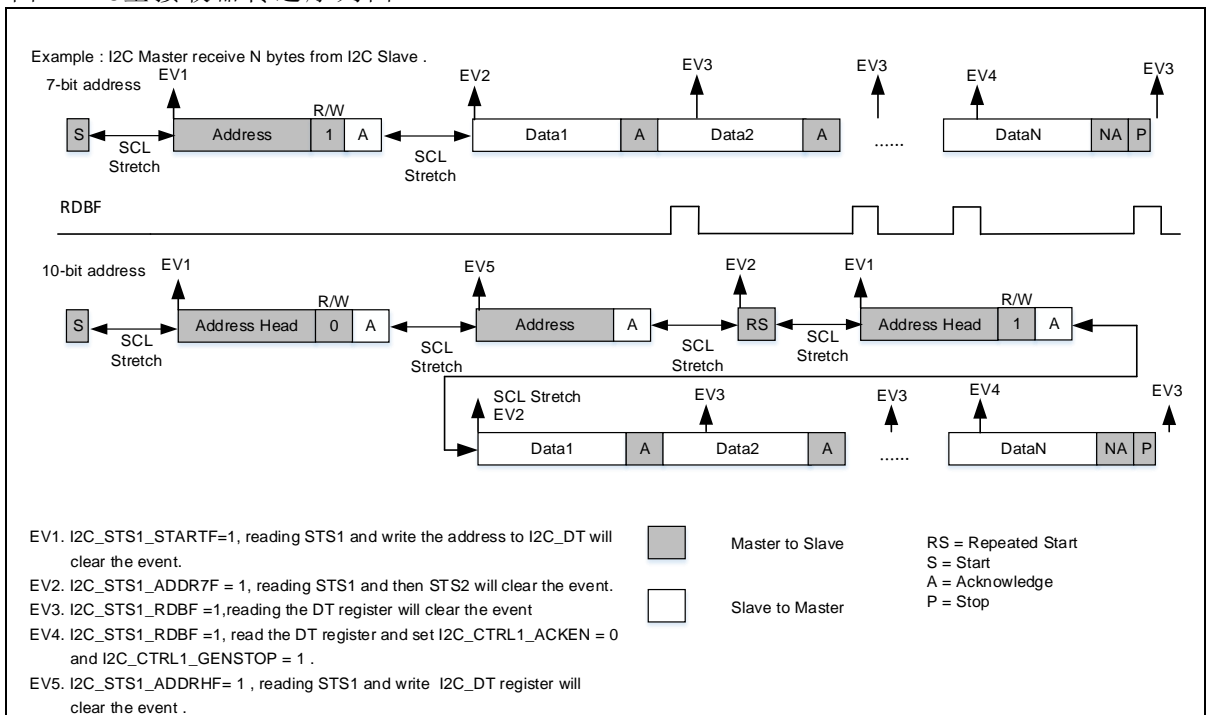 Example : I2C Master receive N bytes from I2C Slave .
7-bit address
EV1
EV2
EV3
EV3
EV4
EV3
R/W
S
SCL
Stretch
Address
1
A
SCL
Stretch
Data1
A
Data2
A
......
DataN
NA
P
RDBF
10-bit address
EV1
EV5
EV2
EV1
R/W
R/W
S
SCL
Stretch
Address Head
0
A
SCL
Stretch
Address
A
SCL
Stretch
RS
SCL
Stretch
Address Head
1
A
SCL Stretch
EV2
EV3
EV3
EV4
EV3
Data1
A
Data2
A
......
DataN
NA
P
EV1. I2C_STS1_STARTF=1, reading STS1 and write the address to I2C_DT will
clear the event.
EV2. I2C_STS1_ADDR7F = 1, reading STS1 and then STS2 will clear the event.
EV3. I2C_STS1_RDBF =1,reading the DT register will clear the event
EV4. I2C_STS1_RDBF =1, read the DT register and set I2C_CTRL1_ACKEN = 0
and I2C_CTRL1_GENSTOP = 1 .
EV5. I2C_STS1_ADDRHF= 1 , reading STS1 and write I2C_DT register will
clear the event .
Master to Slave
Slave to Master
RS = Repeated Start
S = Start
A = Acknowledge
P = Stop